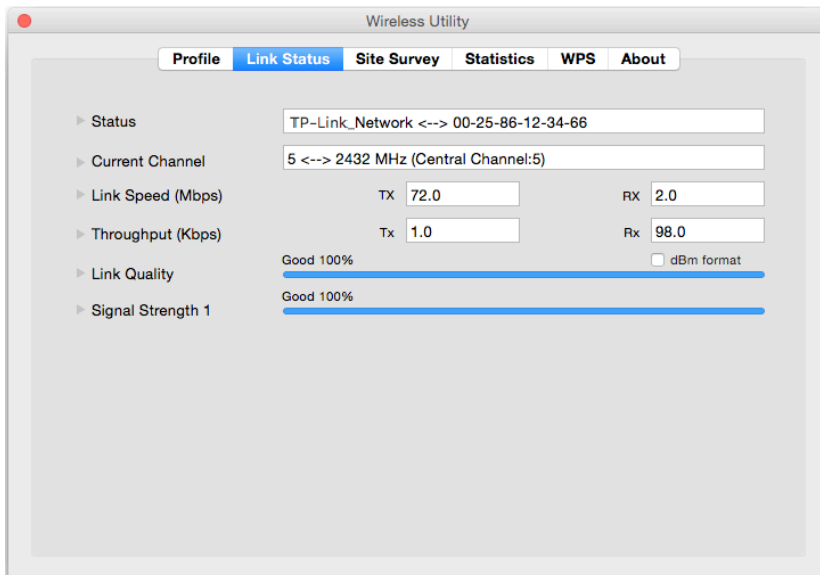 Wireless Utility
Profile Link Status Site Survey Statistics WPS About
Status TP-Link_Network <--> 00-25-86-12-34-66
Current Channel 5 <--> 2432 MHz (Central Channel:5)
Link Speed (Mbps) TX 72.0 RX 2.0
Throughput (Kbps) Tx 1.0 Rx 98.0
Good 100% dBm format
Link Quality
Good 100%
Signal Strength 1